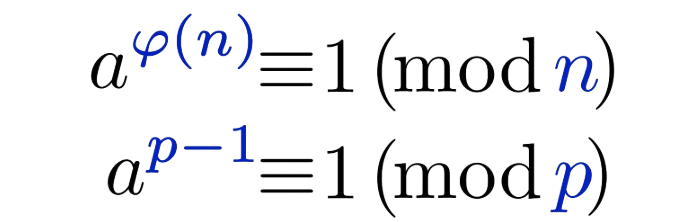 a^{φ(n)} ≡ 1 (mod n)
a^{p−1} ≡ 1 (mod p)